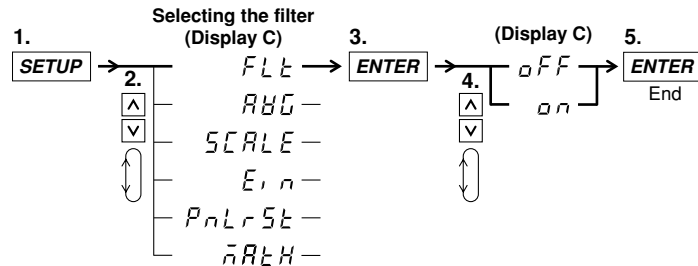 Selecting the filter
1. (Display C) 3. (Display C) 5.
SETUP FLt ENTER oFF ENTER
2. 4. End
AVG on
SCALE
Ein
PnLrSt
mAtH